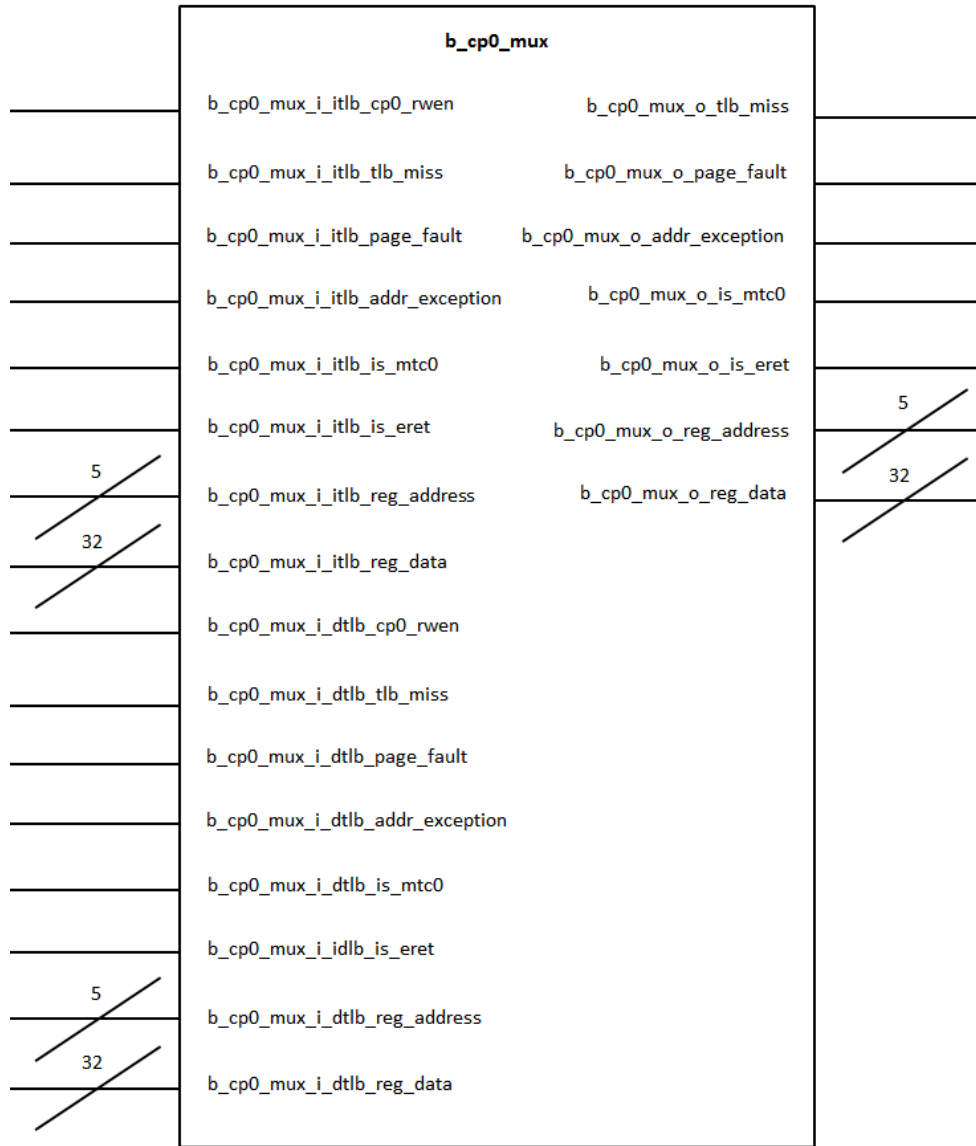 b_cp0_mux
b_cp0_mux_i_itlb_cp0_rwen
b_cp0_mux_o_tlb_miss
b_cp0_mux_i_itlb_tlb_miss
b_cp0_mux_o_page_fault
b_cp0_mux_i_itlb_page_fault
b_cp0_mux_o_addr_exception
b_cp0_mux_i_itlb_addr_exception
b_cp0_mux_o_is_mtc0
b_cp0_mux_i_itlb_is_mtc0
b_cp0_mux_o_is_eret
b_cp0_mux_i_itlb_is_eret
b_cp0_mux_o_reg_address
5
5
b_cp0_mux_i_itlb_reg_address
b_cp0_mux_o_reg_data
32
32
b_cp0_mux_i_itlb_reg_data
b_cp0_mux_i_dtlb_cp0_rwen
b_cp0_mux_i_dtlb_tlb_miss
b_cp0_mux_i_dtlb_page_fault
b_cp0_mux_i_dtlb_addr_exception
b_cp0_mux_i_dtlb_is_mtc0
b_cp0_mux_i_idlb_is_eret
5
b_cp0_mux_i_dtlb_reg_address
32
b_cp0_mux_i_dtlb_reg_data